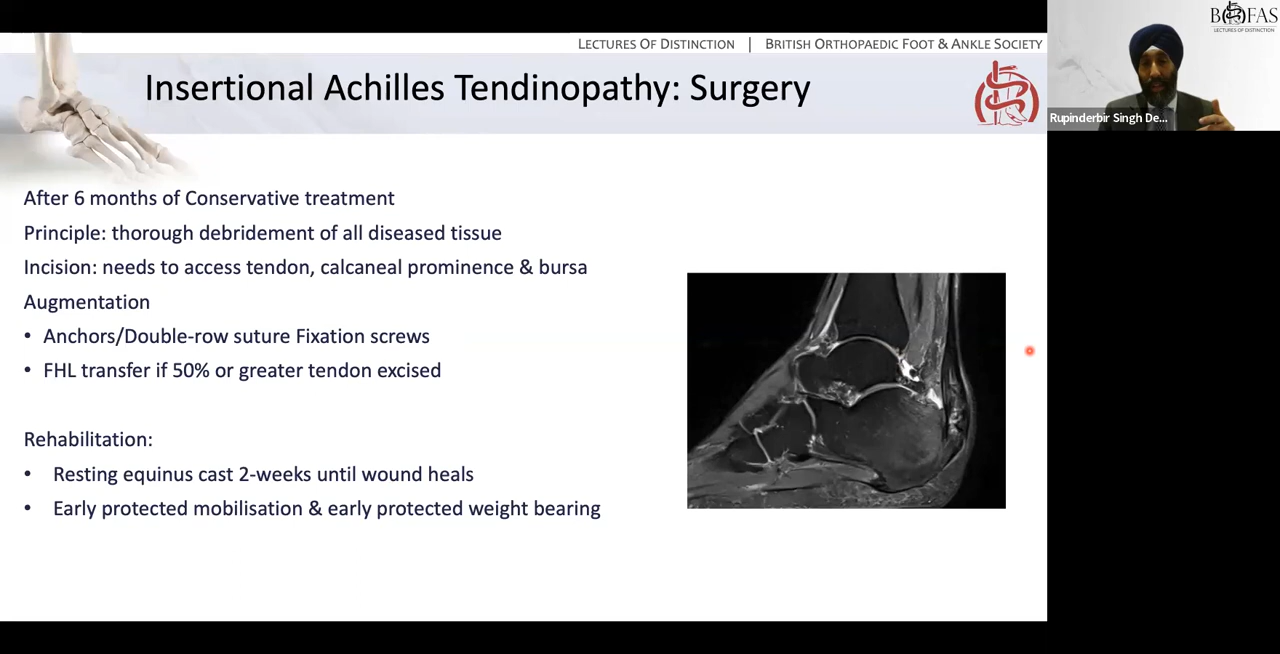 LECTURES OF DISTINCTION | BRITISH ORTHOPAEDIC FOOT & ANKLE SOCIETY
BOFAS
LECTURES OF DISTINCTION
Insertional Achilles Tendinopathy: Surgery
Rupinderbir Singh De...
After 6 months of Conservative treatment
Principle: thorough debridement of all diseased tissue
Incision: needs to access tendon, calcaneal prominence & bursa
Augmentation
• Anchors/Double-row suture Fixation screws
• FHL transfer if 50% or greater tendon excised
Rehabilitation:
• Resting equinus cast 2-weeks until wound heals
• Early protected mobilisation & early protected weight bearing